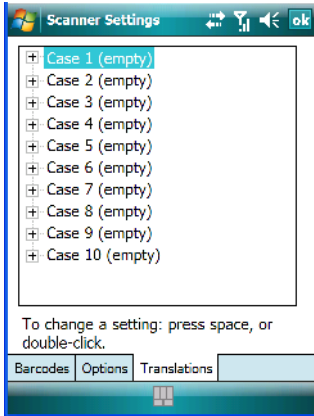 Scanner Settings ok
Case 1 (empty)
Case 2 (empty)
Case 3 (empty)
Case 4 (empty)
Case 5 (empty)
Case 6 (empty)
Case 7 (empty)
Case 8 (empty)
Case 9 (empty)
Case 10 (empty)
To change a setting: press space, or
double-click.
Barcodes Options Translations